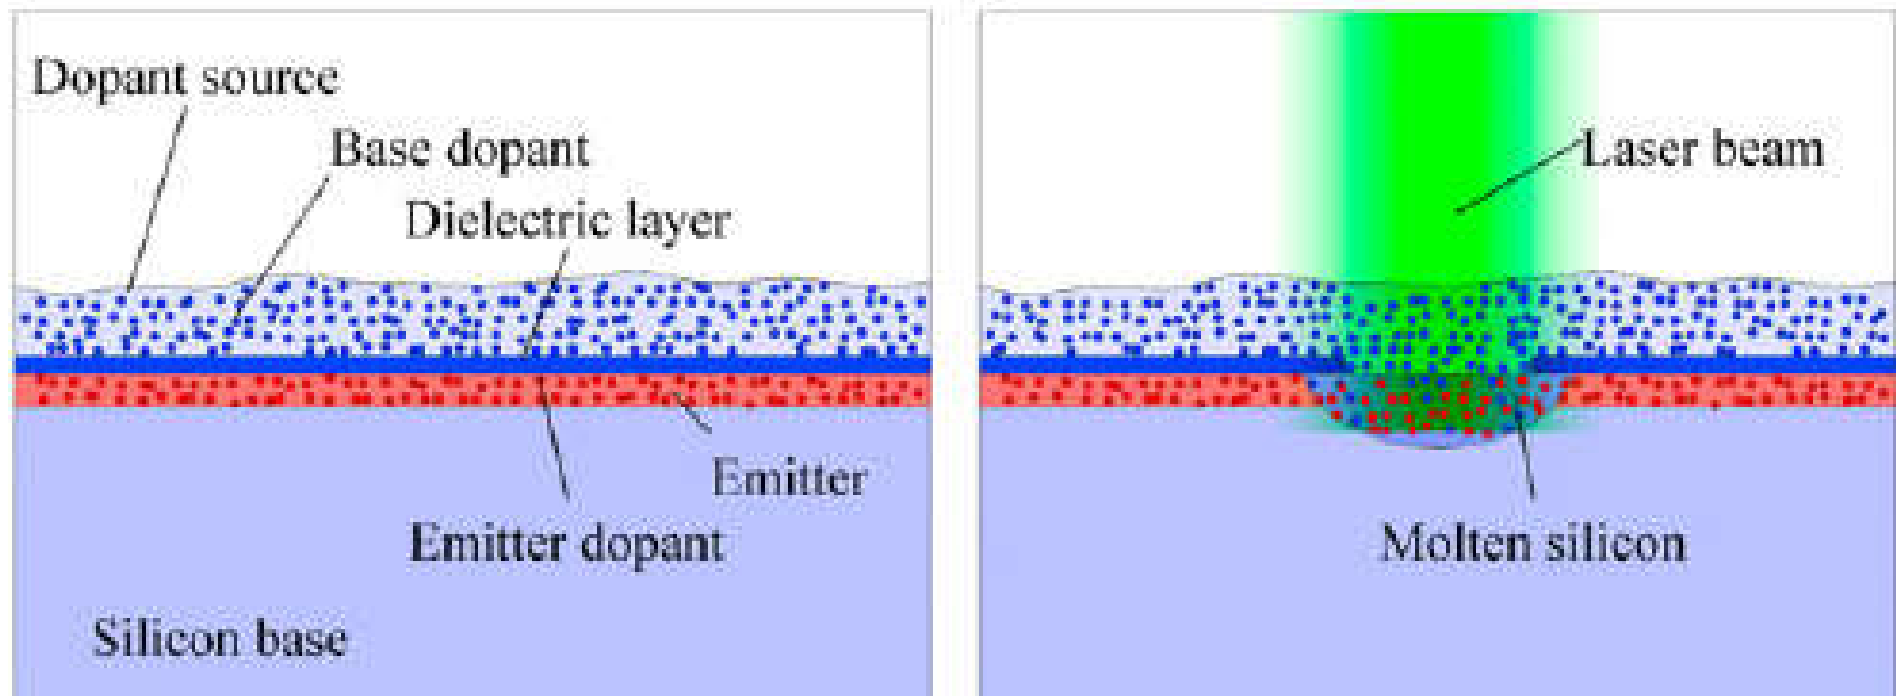 Dopant source
Base dopant
Dielectric layer
Emitter
Emitter dopant
Silicon base
Laser beam
Molten silicon